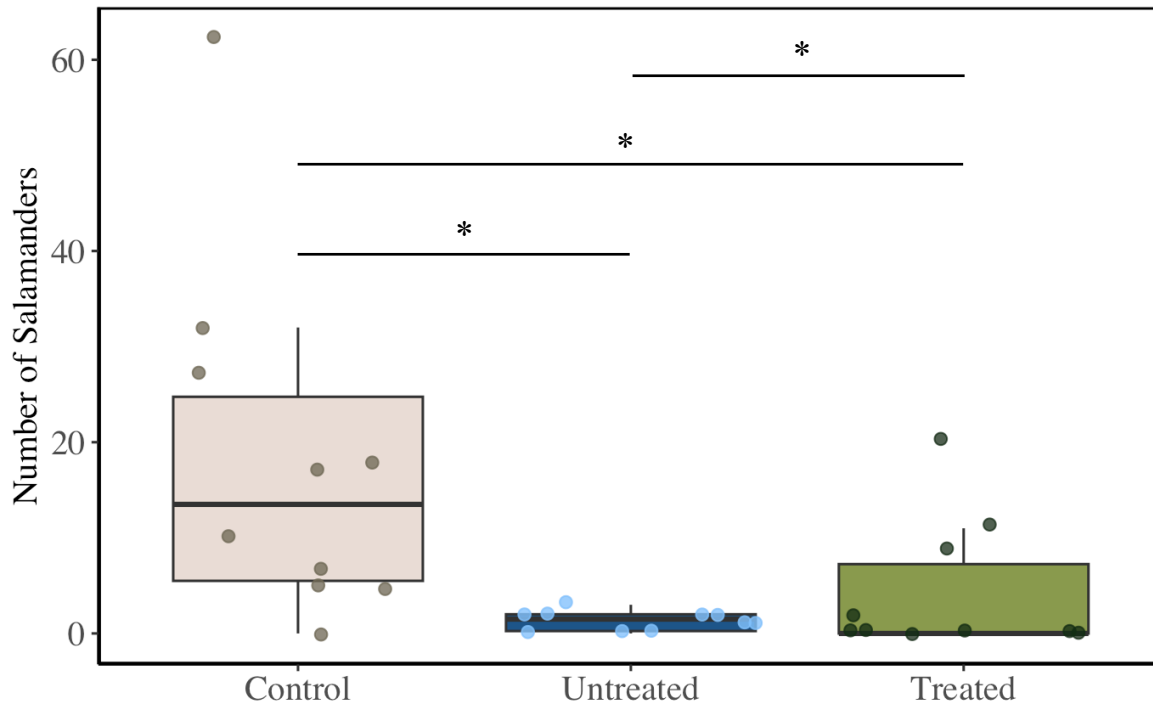 60
*
*
*
40
20
0
Number of Salamanders
Control
Untreated
Treated